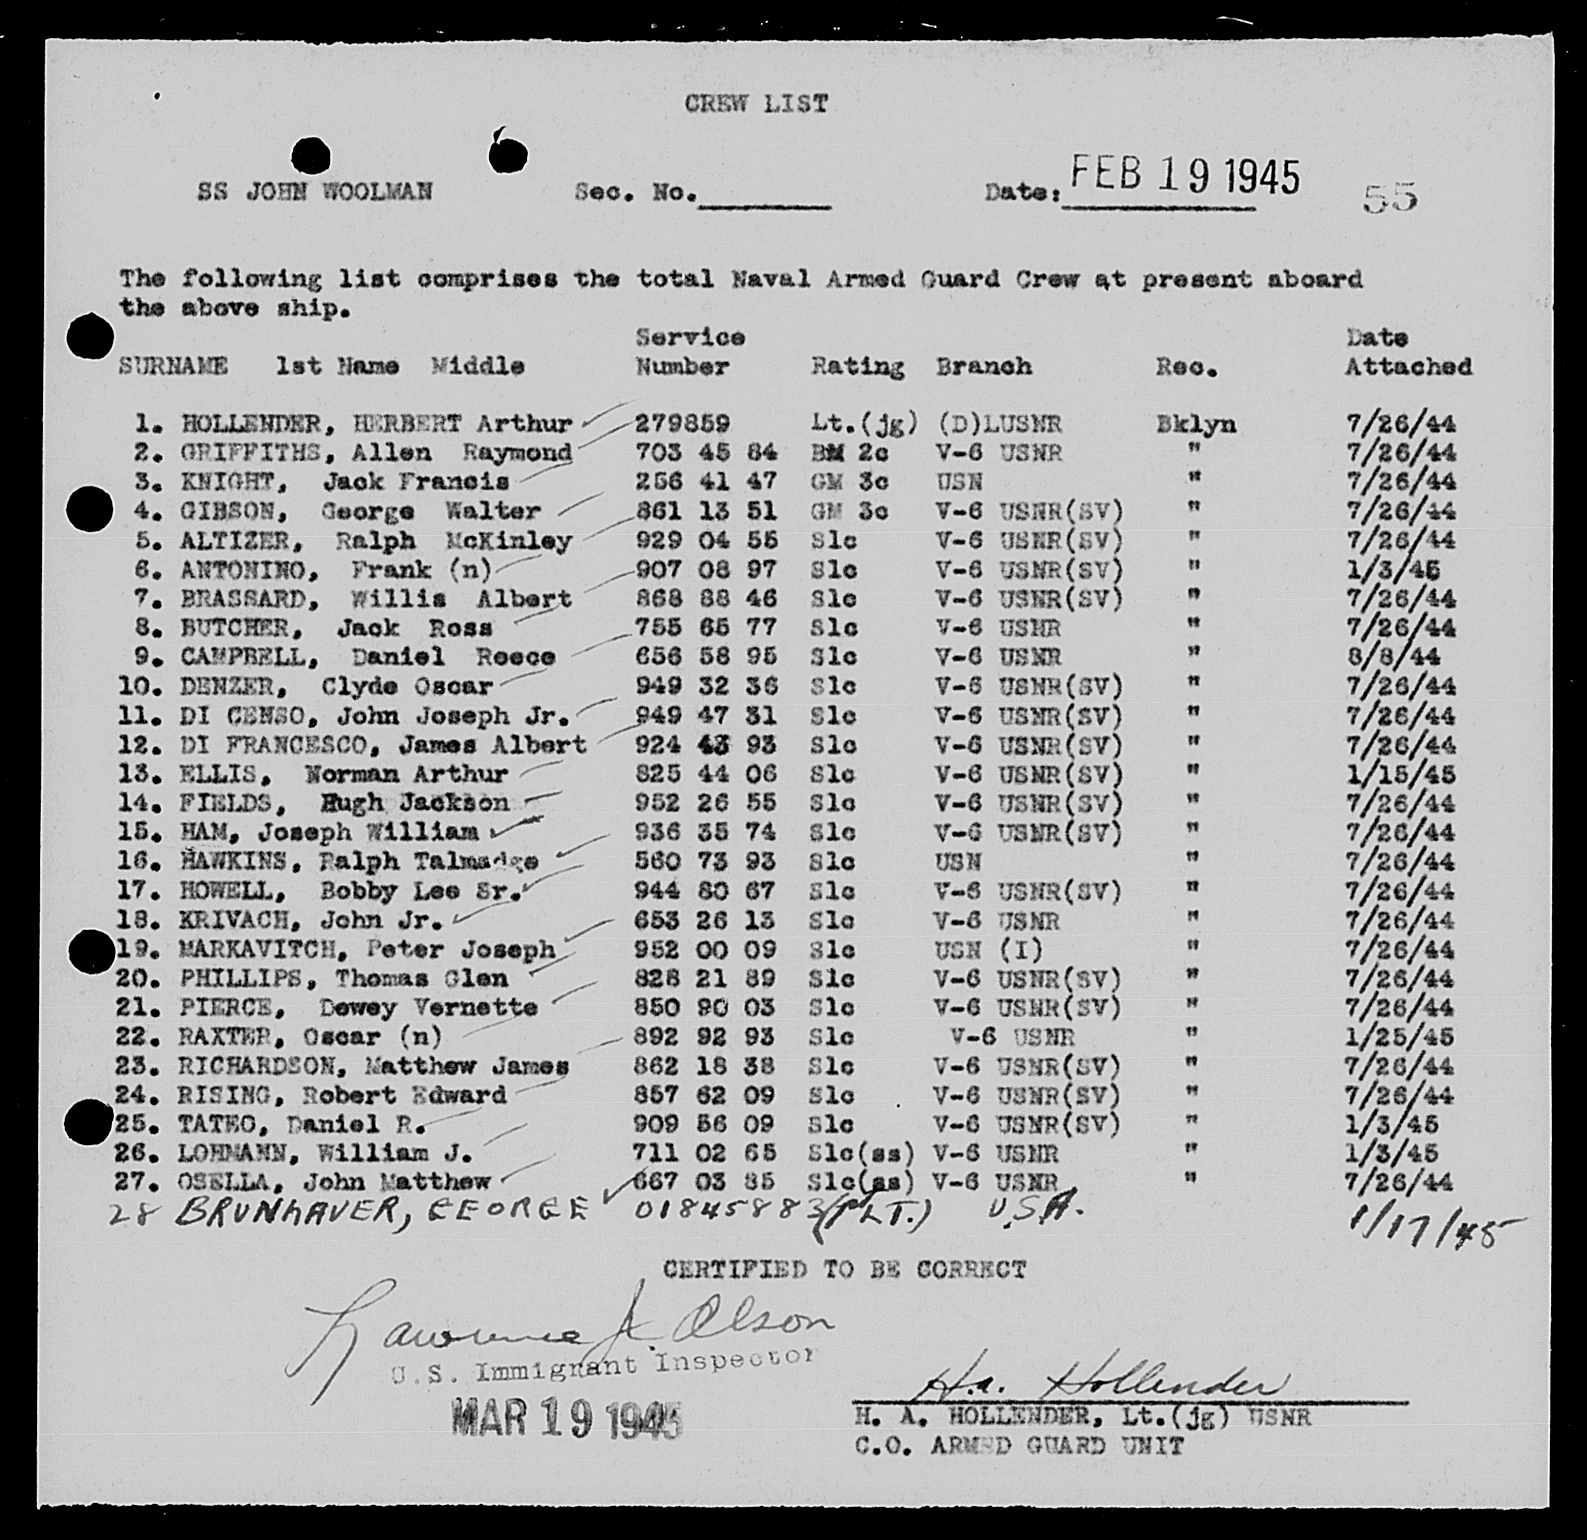 CREW LIST
SS JOHN WOOLMAN Sec. No. Date: FEB 19 1945 55
The following list comprises the total Naval Armed Guard Crew at present aboard
the above ship.
Service Date
SURNAME 1st Name Middle Number Rating Branch Rec. Attached
1. HOLLENDER, HERBERT Arthur 279859 Lt.(jg) (D)LUSNR Bklyn 7/26/44
2. GRIFFITHS, Allen Raymond 703 45 84 BM 2c V-6 USNR " 7/26/44
3. KNIGHT, Jack Francis 256 41 47 GM 3c USN " 7/26/44
4. GIBSON, George Walter 861 13 51 GM 3c V-6 USNR(SV) " 7/26/44
5. ALTIZER, Ralph McKinley 929 04 55 S1c V-6 USNR(SV) " 7/26/44
6. ANTONINO, Frank (n) 907 08 97 S1c V-6 USNR(SV) " 1/3/45
7. BRASSARD, Willis Albert 868 88 46 S1c V-6 USNR(SV) " 7/26/44
8. BUTCHER, Jack Ross 755 65 77 S1c V-6 USNR " 7/26/44
9. CAMPBELL, Daniel Reece 656 58 95 S1c V-6 USNR " 8/8/44
10. DENZER, Clyde Oscar 949 32 36 S1c V-6 USNR(SV) " 7/26/44
11. DI CENSO, John Joseph Jr. 949 47 31 S1c V-6 USNR(SV) " 7/26/44
12. DI FRANCESCO, James Albert 924 43 93 S1c V-6 USNR(SV) " 7/26/44
13. ELLIS, Norman Arthur 825 44 06 S1c V-6 USNR(SV) " 1/15/45
14. FIELDS, Hugh Jackson 952 26 55 S1c V-6 USNR(SV) " 7/26/44
15. HAM, Joseph William 936 35 74 S1c V-6 USNR(SV) " 7/26/44
16. HAWKINS, Ralph Talmadge 560 73 93 S1c USN " 7/26/44
17. HOWELL, Bobby Lee Sr. 944 80 67 S1c V-6 USNR(SV) " 7/26/44
18. KRIVACH, John Jr. 653 26 13 S1c V-6 USNR " 7/26/44
19. MARKAVITCH, Peter Joseph 952 00 09 S1c USN (I) " 7/26/44
20. PHILLIPS, Thomas Glen 828 21 89 S1c V-6 USNR(SV) " 7/26/44
21. PIERCE, Dewey Vernette 850 90 03 S1c V-6 USNR(SV) " 7/26/44
22. RAXTER, Oscar (n) 892 92 93 S1c V-6 USNR " 1/25/45
23. RICHARDSON, Matthew James 862 18 38 S1c V-6 USNR(SV) " 7/26/44
24. RISING, Robert Edward 857 62 09 S1c V-6 USNR(SV) " 7/26/44
25. TATEO, Daniel R. 909 56 09 S1c V-6 USNR(SV) " 1/3/45
26. LOHMANN, William J. 711 02 65 S1c(ss) V-6 USNR 1/3/45
27. OSELLA, John Matthew 667 03 85 S1c(ss) V-6 USNR " 7/26/44
28 BRUNHAVER, GEORGE 01845883 LT.) U.S.A. 1/17/45
CERTIFIED TO BE CORRECT
Lawrence J. Olson
U.S. Immigrant Inspector
MAR 19 1945
H.A. Hollender
H. A. HOLLENDER, Lt.(jg) USNR
C.O. ARMED GUARD UNIT